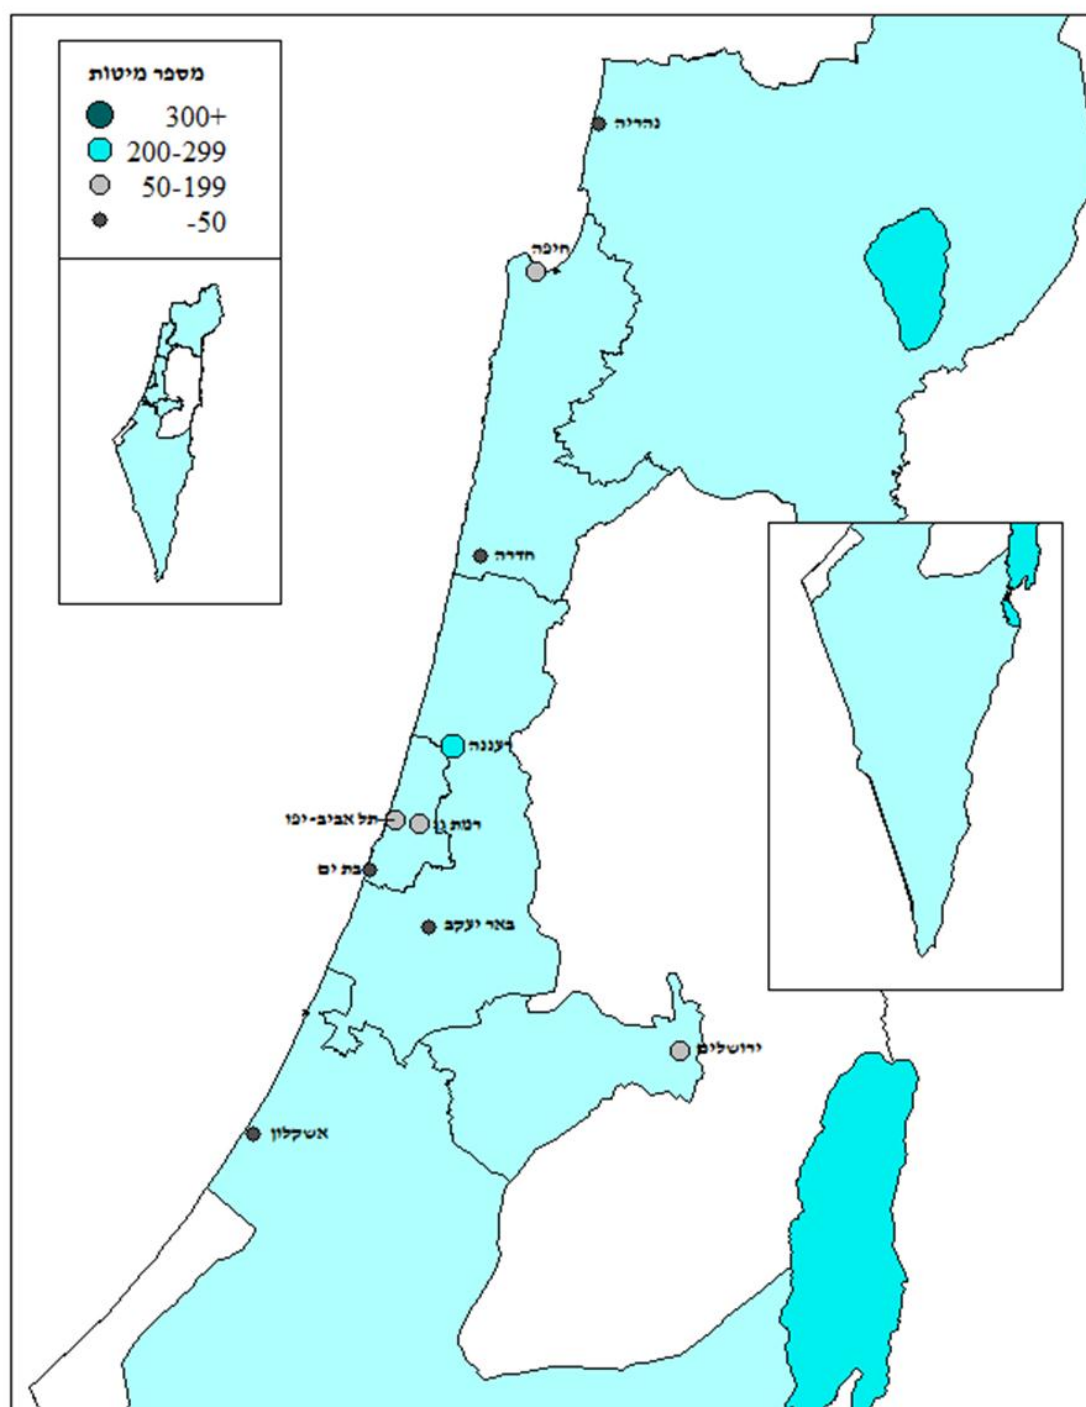 מספר מיטות
300+
200-299
50-199
-50
נהריה
חיפה
חדרה
רעננה
תל אביב-יפו
רמת גן
בת ים
באר יעקב
ירושלים
אשקלון